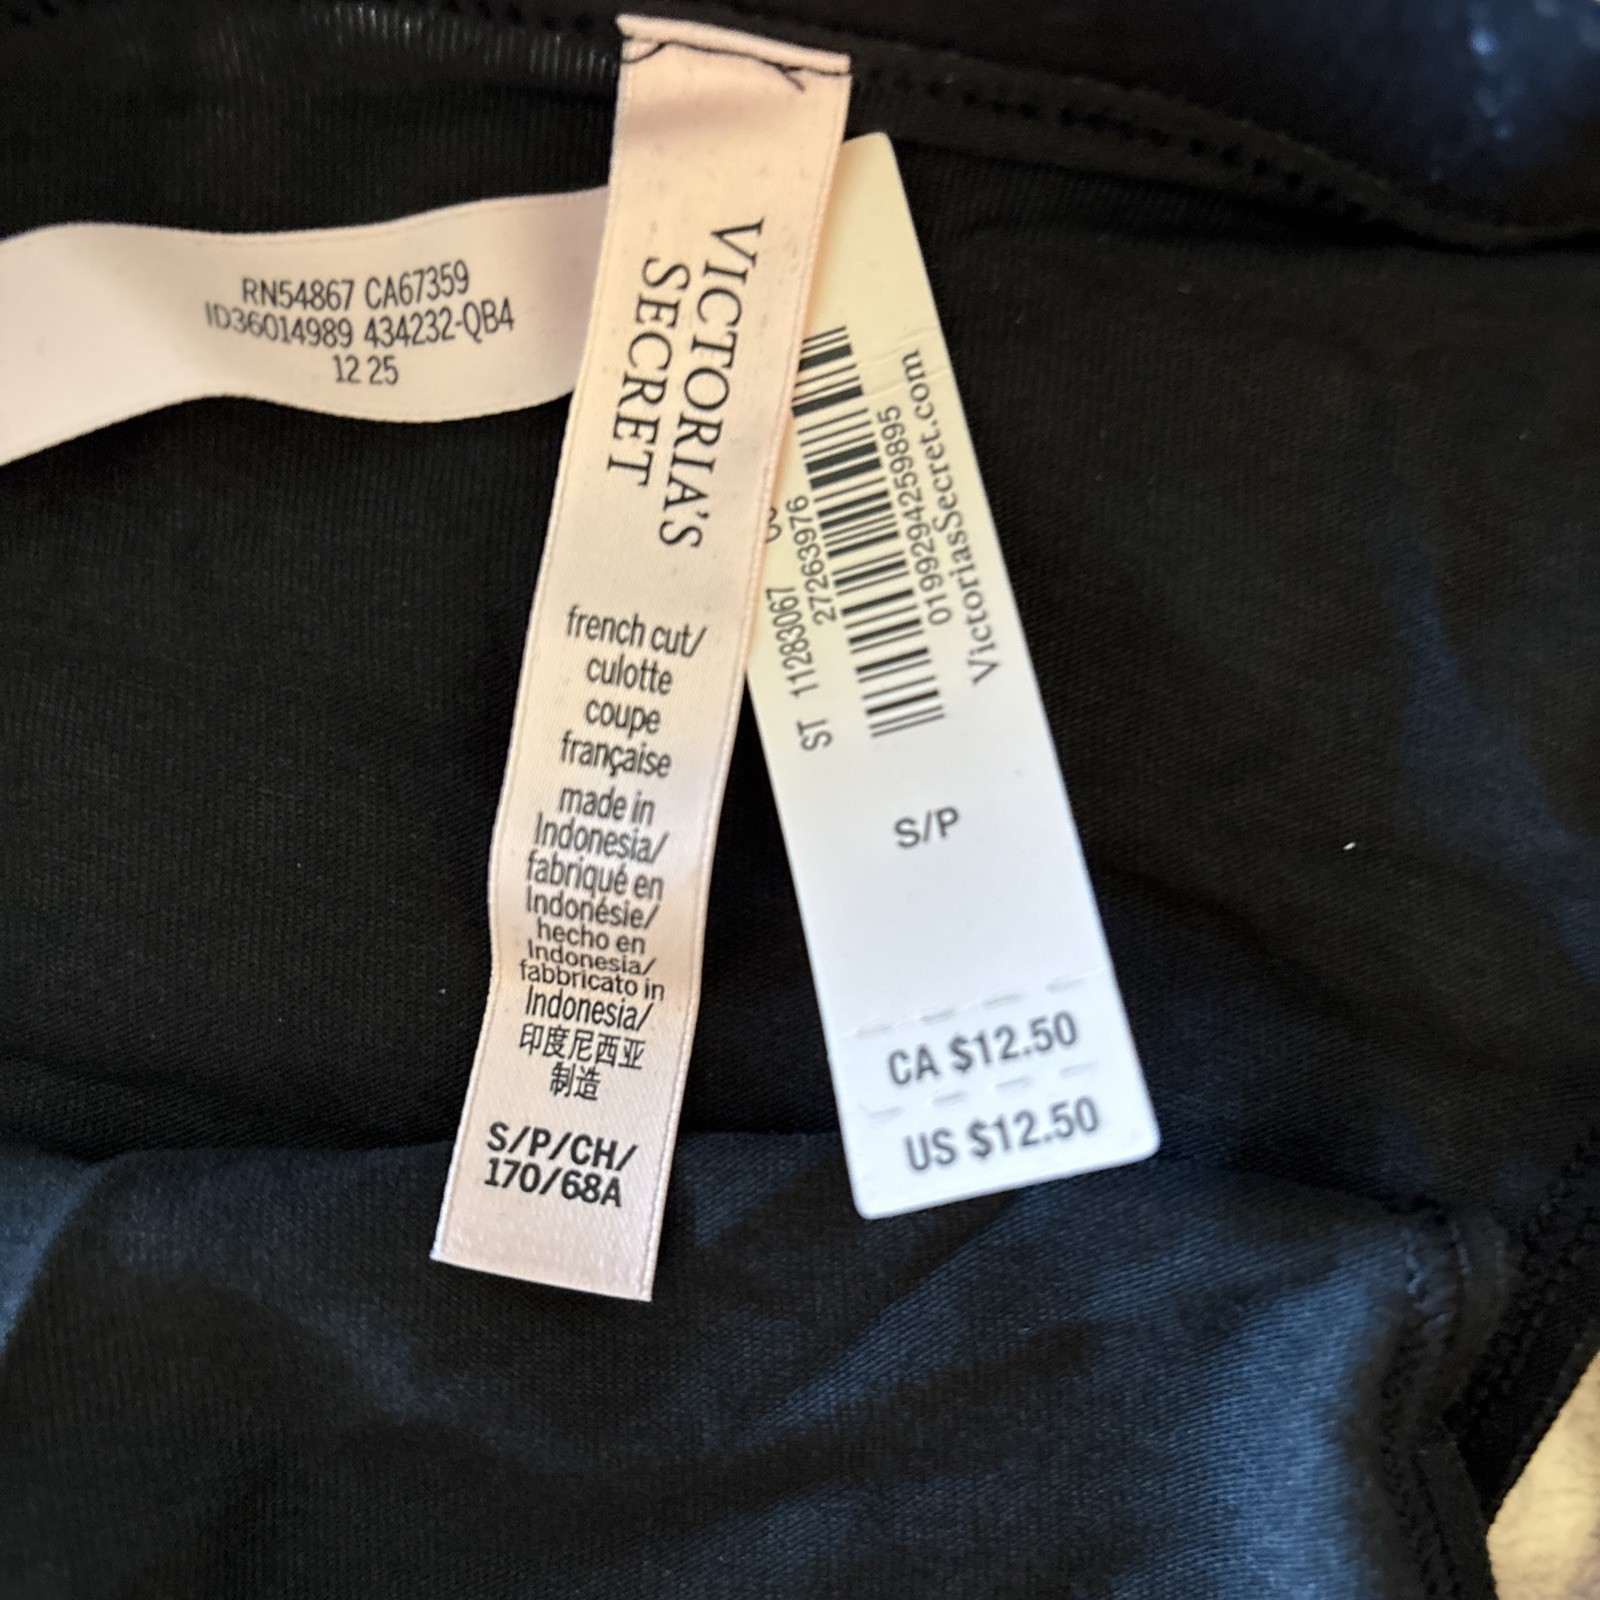 RN54867 CA67359
ID36014989 434232-QB4
12 25
VICTORIA'S
SECRET
french cut/
culotte
coupe
française
made in
Indonesia/
fabriqué en
Indonésie/
hecho en
Indonesia/
fabbricato in
Indonesia/
印度尼西亚
制造
S/P/CH/
170/68A
ST 11283067
27263976
0199294259895
VictoriasSecret.com
S/P
CA $12.50
US $12.50